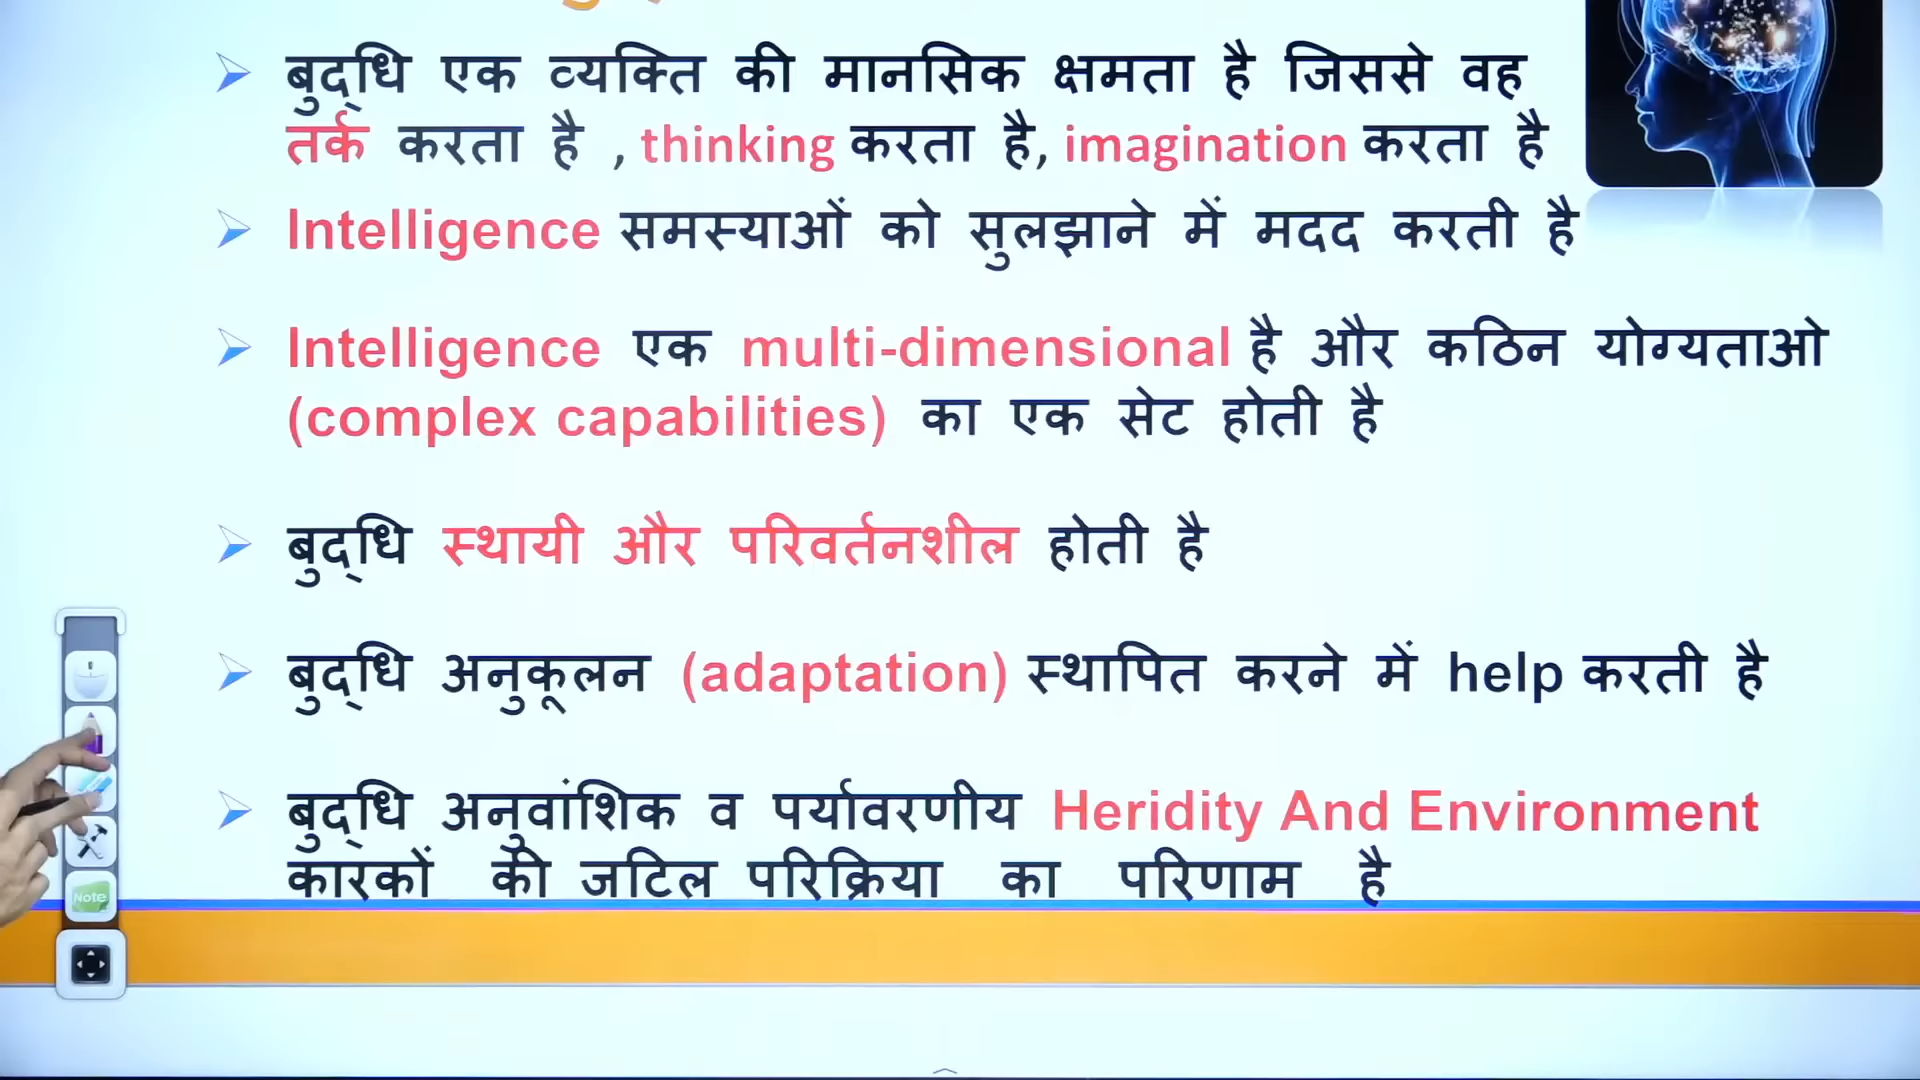 बुद्धि एक व्यक्ति की मानसिक क्षमता है जिससे वह
तर्क करता है , thinking करता है, imagination करता है
Intelligence समस्याओं को सुलझाने में मदद करती है
Intelligence एक multi-dimensional है और कठिन योग्यताओ
(complex capabilities) का एक सेट होती है
बुद्धि स्थायी और परिवर्तनशील होती है
बुद्धि अनुकूलन (adaptation) स्थापित करने में help करती है
बुद्धि अनुवांशिक व पर्यावरणीय Heridity And Environment
कारकों की जटिल परिक्रिया का परिणाम है
Note